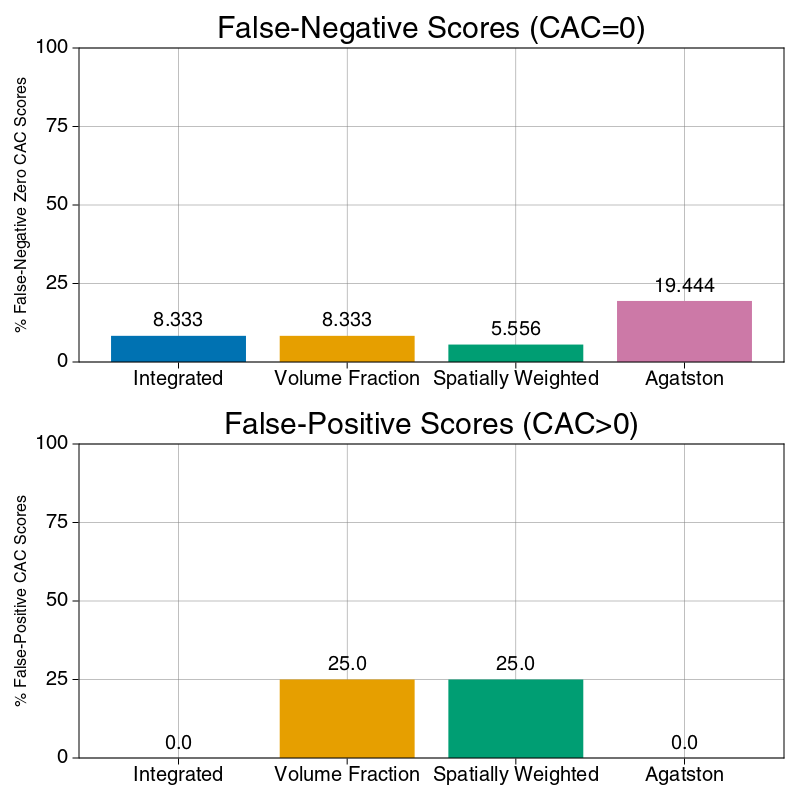 False-Negative Scores (CAC=0)
% False-Negative Zero CAC Scores
100
75
50
25
0
8.333
8.333
5.556
19.444
Integrated
Volume Fraction
Spatially Weighted
Agatston
False-Positive Scores (CAC>0)
% False-Positive CAC Scores
100
75
50
25
0
0.0
25.0
25.0
0.0
Integrated
Volume Fraction
Spatially Weighted
Agatston